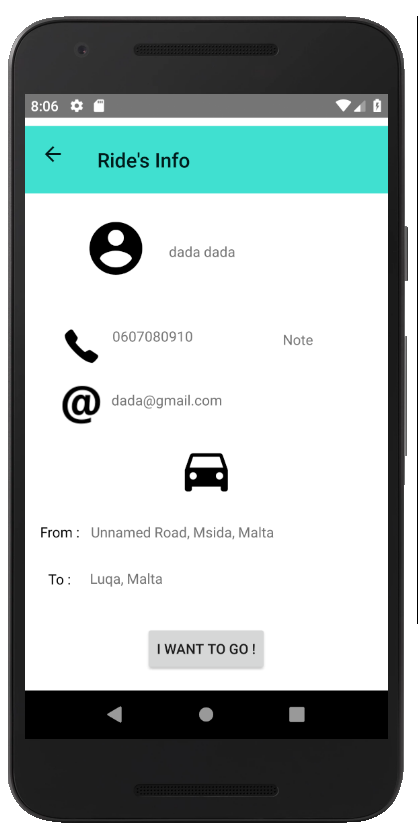 8:06
Ride's Info
dada dada
0607080910
Note
@ dada@gmail.com
From : Unnamed Road, Msida, Malta
To : Luqa, Malta
I WANT TO GO !